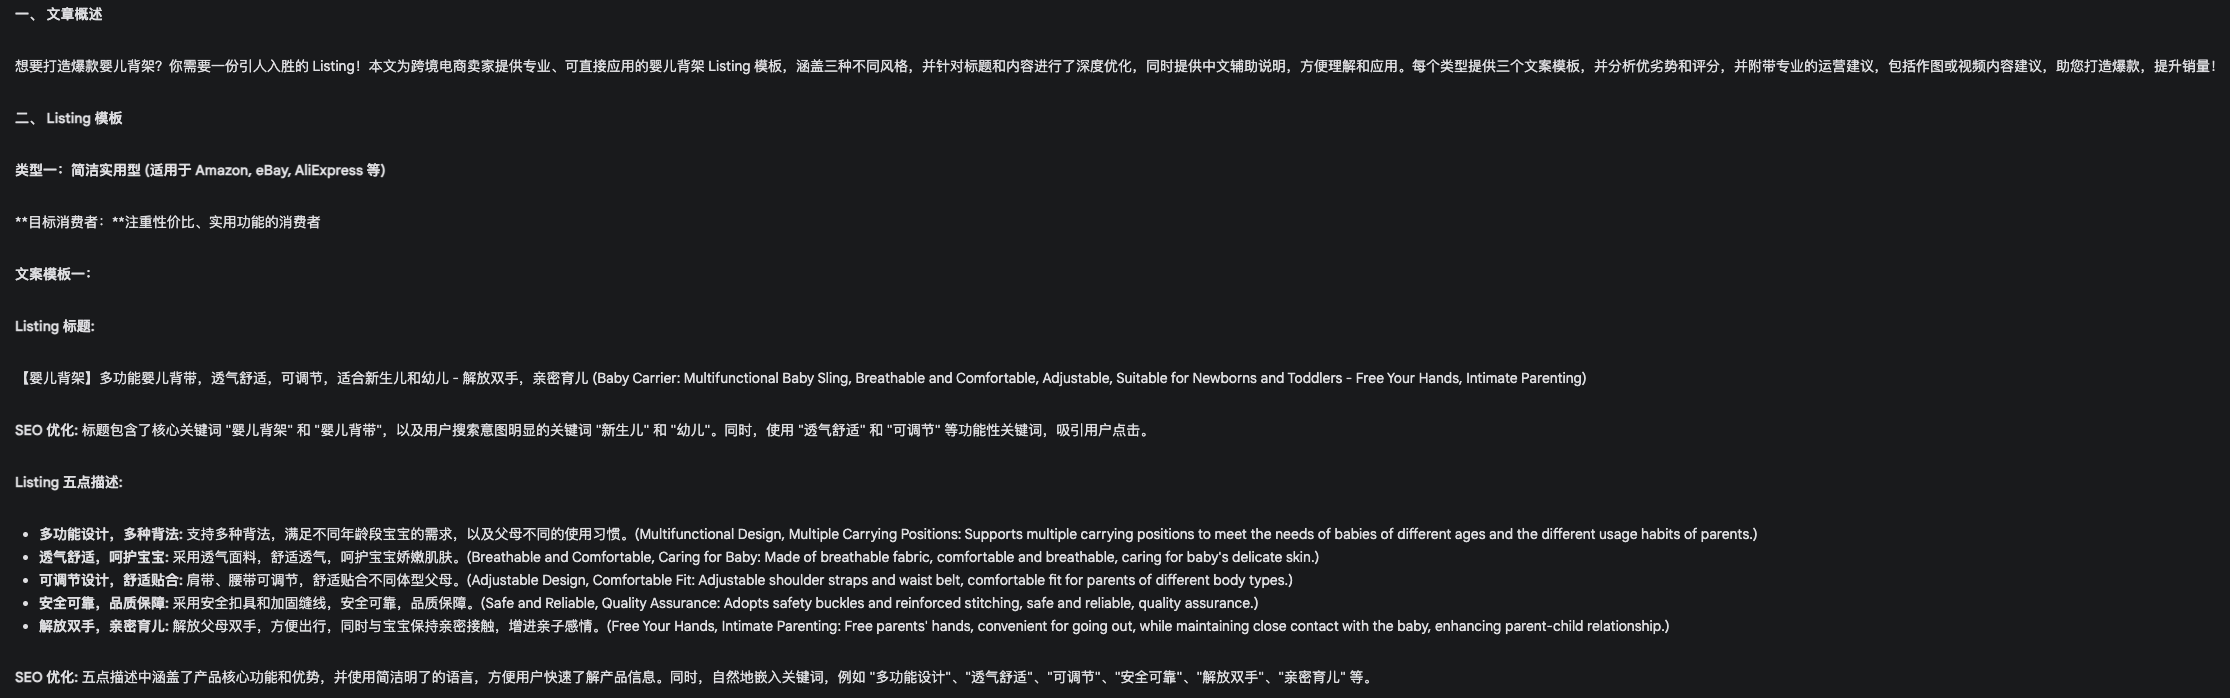 一、 文章概述
想要打造爆款婴儿背架？你需要一份引人入胜的 Listing！本文为跨境电商卖家提供专业、可直接应用的婴儿背架 Listing 模板，涵盖三种不同风格，并针对标题和内容进行了深度优化，同时提供中文辅助说明，方便理解和应用。每个类型提供三个文案模板，并分析优劣势和评分，并附带专业的运营建议，包括作图或视频内容建议，助您打造爆款，提升销量！
二、 Listing 模板
类型一：简洁实用型 (适用于 Amazon, eBay, AliExpress 等)
**目标消费者：**注重性价比、实用功能的消费者
文案模板一：
Listing 标题:
【婴儿背架】多功能婴儿背带，透气舒适，可调节，适合新生儿和幼儿 - 解放双手，亲密育儿 (Baby Carrier: Multifunctional Baby Sling, Breathable and Comfortable, Adjustable, Suitable for Newborns and Toddlers - Free Your Hands, Intimate Parenting)
SEO 优化: 标题包含了核心关键词 "婴儿背架" 和 "婴儿背带"，以及用户搜索意图明显的关键词 "新生儿" 和 "幼儿"。同时，使用 "透气舒适" 和 "可调节" 等功能性关键词，吸引用户点击。
Listing 五点描述:
• 多功能设计，多种背法: 支持多种背法，满足不同年龄段宝宝的需求，以及父母不同的使用习惯。(Multifunctional Design, Multiple Carrying Positions: Supports multiple carrying positions to meet the needs of babies of different ages and the different usage habits of parents.)
• 透气舒适，呵护宝宝: 采用透气面料，舒适透气，呵护宝宝娇嫩肌肤。(Breathable and Comfortable, Caring for Baby: Made of breathable fabric, comfortable and breathable, caring for baby's delicate skin.)
• 可调节设计，舒适贴合: 肩带、腰带可调节，舒适贴合不同体型父母。(Adjustable Design, Comfortable Fit: Adjustable shoulder straps and waist belt, comfortable fit for parents of different body types.)
• 安全可靠，品质保障: 采用安全扣具和加固缝线，安全可靠，品质保障。(Safe and Reliable, Quality Assurance: Adopts safety buckles and reinforced stitching, safe and reliable, quality assurance.)
• 解放双手，亲密育儿: 解放父母双手，方便出行，同时与宝宝保持亲密接触，增进亲子感情。(Free Your Hands, Intimate Parenting: Free parents' hands, convenient for going out, while maintaining close contact with the baby, enhancing parent-child relationship.)
SEO 优化: 五点描述中涵盖了产品核心功能和优势，并使用简洁明了的语言，方便用户快速了解产品信息。同时，自然地嵌入关键词，例如 "多功能设计"、"透气舒适"、"可调节"、"安全可靠"、"解放双手"、"亲密育儿" 等。